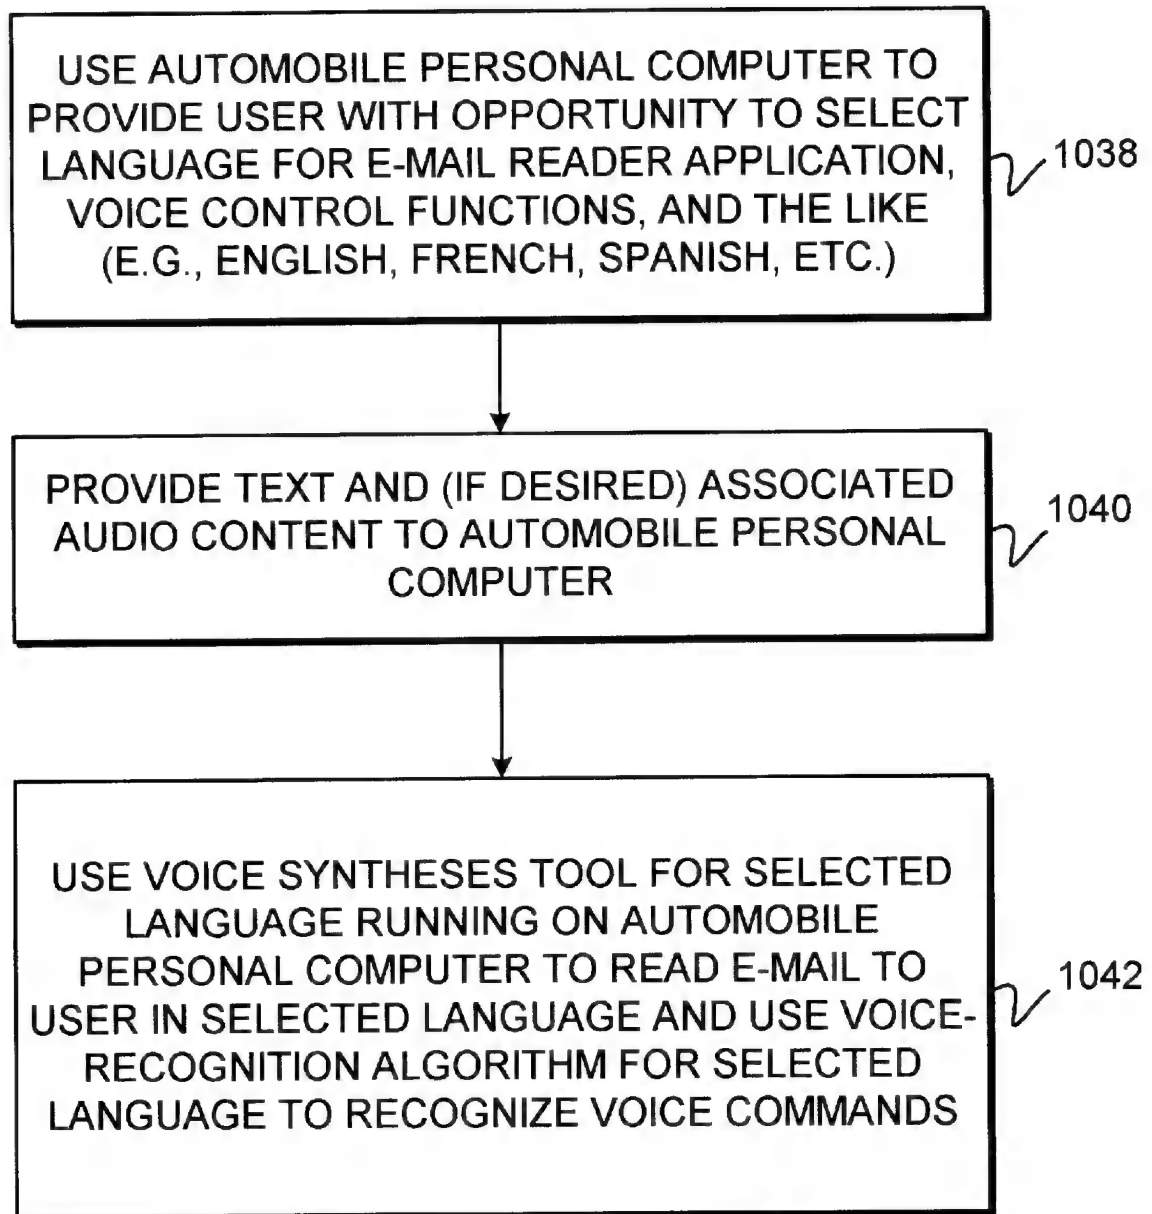 USE AUTOMOBILE PERSONAL COMPUTER TO
PROVIDE USER WITH OPPORTUNITY TO SELECT
LANGUAGE FOR E-MAIL READER APPLICATION,
VOICE CONTROL FUNCTIONS, AND THE LIKE
(E.G., ENGLISH, FRENCH, SPANISH, ETC.)
1038
PROVIDE TEXT AND (IF DESIRED) ASSOCIATED
AUDIO CONTENT TO AUTOMOBILE PERSONAL
COMPUTER
1040
USE VOICE SYNTHESES TOOL FOR SELECTED
LANGUAGE RUNNING ON AUTOMOBILE
PERSONAL COMPUTER TO READ E-MAIL TO
USER IN SELECTED LANGUAGE AND USE VOICE-
RECOGNITION ALGORITHM FOR SELECTED
LANGUAGE TO RECOGNIZE VOICE COMMANDS
1042